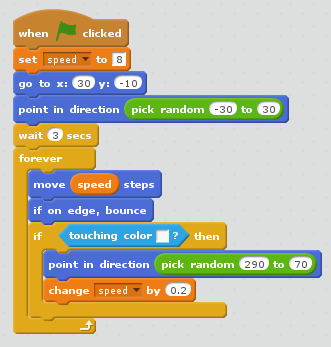 when clicked
set speed to 8
go to x: 30 y: -10
point in direction pick random -30 to 30
wait 3 secs
forever
move speed steps
if on edge, bounce
if touching color ? then
point in direction pick random 290 to 70
change speed by 0.2